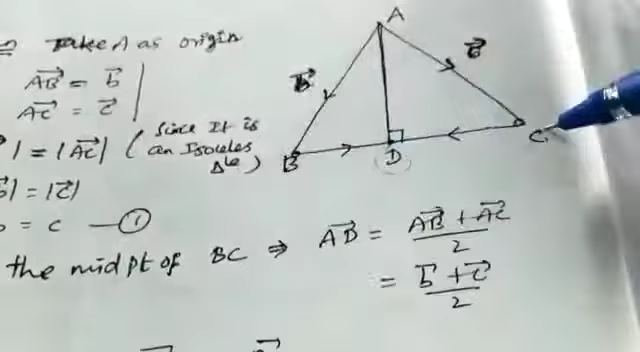 Take A as origin
A
b⃗
c⃗
AB⃗ = b⃗
AC⃗ = c⃗
| = |AC⃗| ( Since It is an Isoceles Δle )
|= |c⃗|
= c — ①
B
D
C
the mid pt of BC ⇒ AD⃗ = AB⃗ + AC⃗ / 2
= b⃗ + c⃗ / 2